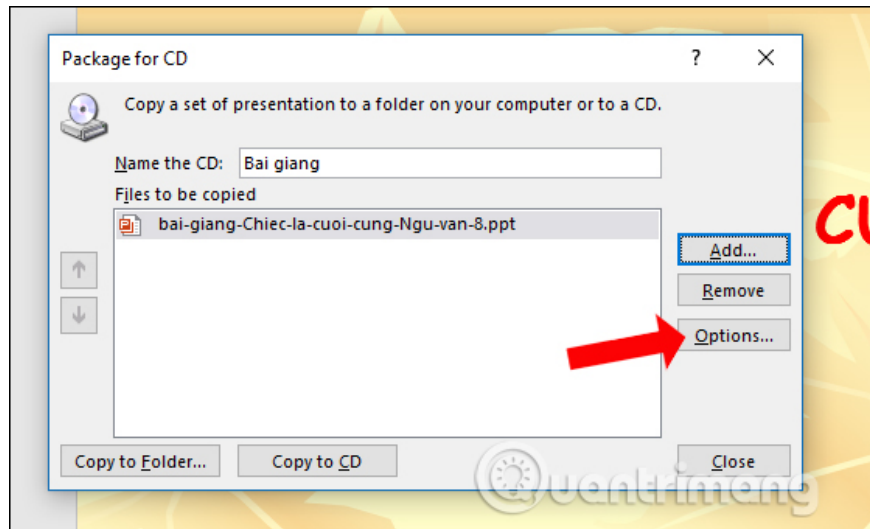 Package for CD
?
Copy a set of presentation to a folder on your computer or to a CD.
Name the CD: Bai giang
Files to be copied
bai-giang-Chiec-la-cuoi-cung-Ngu-van-8.ppt
CU
Add...
Remove
Options...
Copy to Folder... Copy to CD Close
Quantrimang